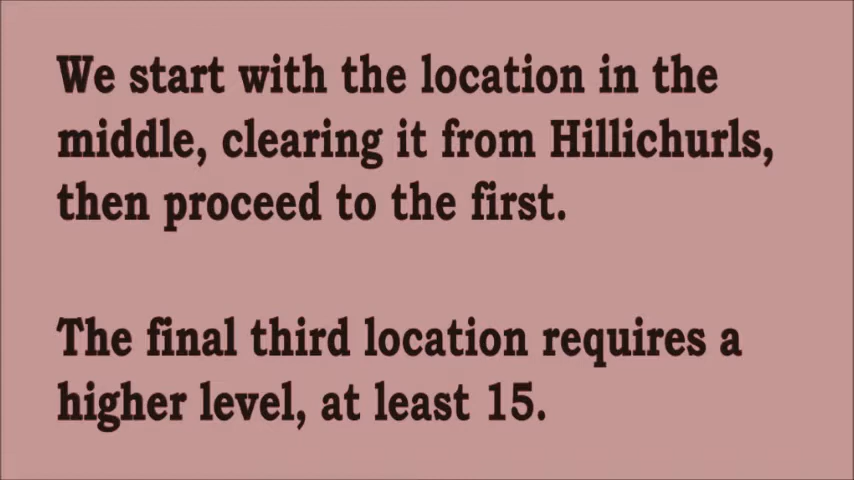 We start with the location in the
middle, clearing it from Hillichurls,
then proceed to the first.
The final third location requires a
higher level, at least 15.